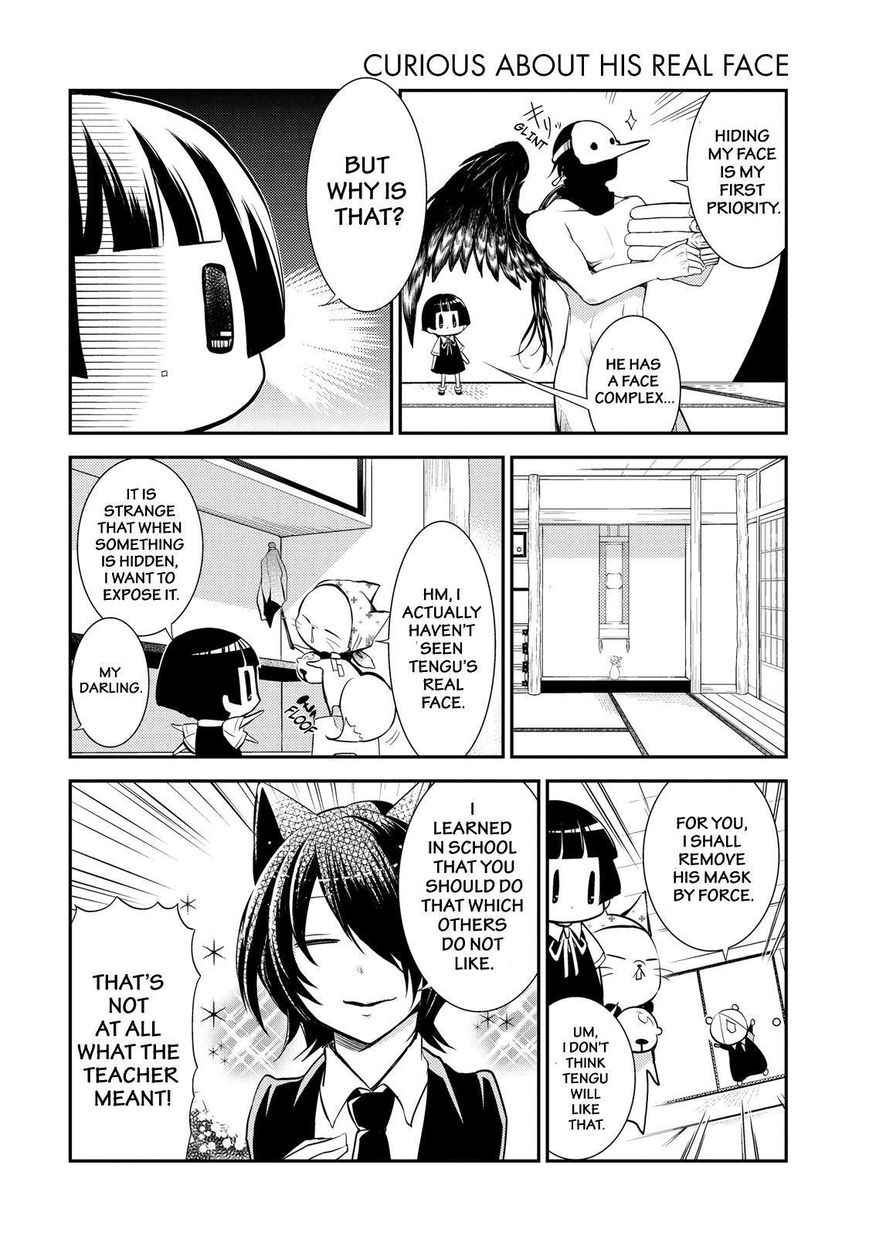 CURIOUS ABOUT HIS REAL FACE
HIDING
MY FACE
IS MY
FIRST
PRIORITY.
キリッ
GLINT
HE HAS
A FACE
COMPLEX...
BUT
WHY IS
THAT?
HM, I
ACTUALLY
HAVEN'T
SEEN
TENGU'S
REAL
FACE.
FLOOF
IT IS
STRANGE
THAT WHEN
SOMETHING
IS HIDDEN,
I WANT TO
EXPOSE IT.
MY
DARLING.
FOR YOU,
I SHALL
REMOVE
HIS MASK
BY FORCE.
UM,
I DON'T
THINK
TENGU
WILL
LIKE
THAT.
I
LEARNED
IN SCHOOL
THAT YOU
SHOULD DO
THAT WHICH
OTHERS
DO NOT
LIKE.
THAT'S
NOT
AT ALL
WHAT THE
TEACHER
MEANT!